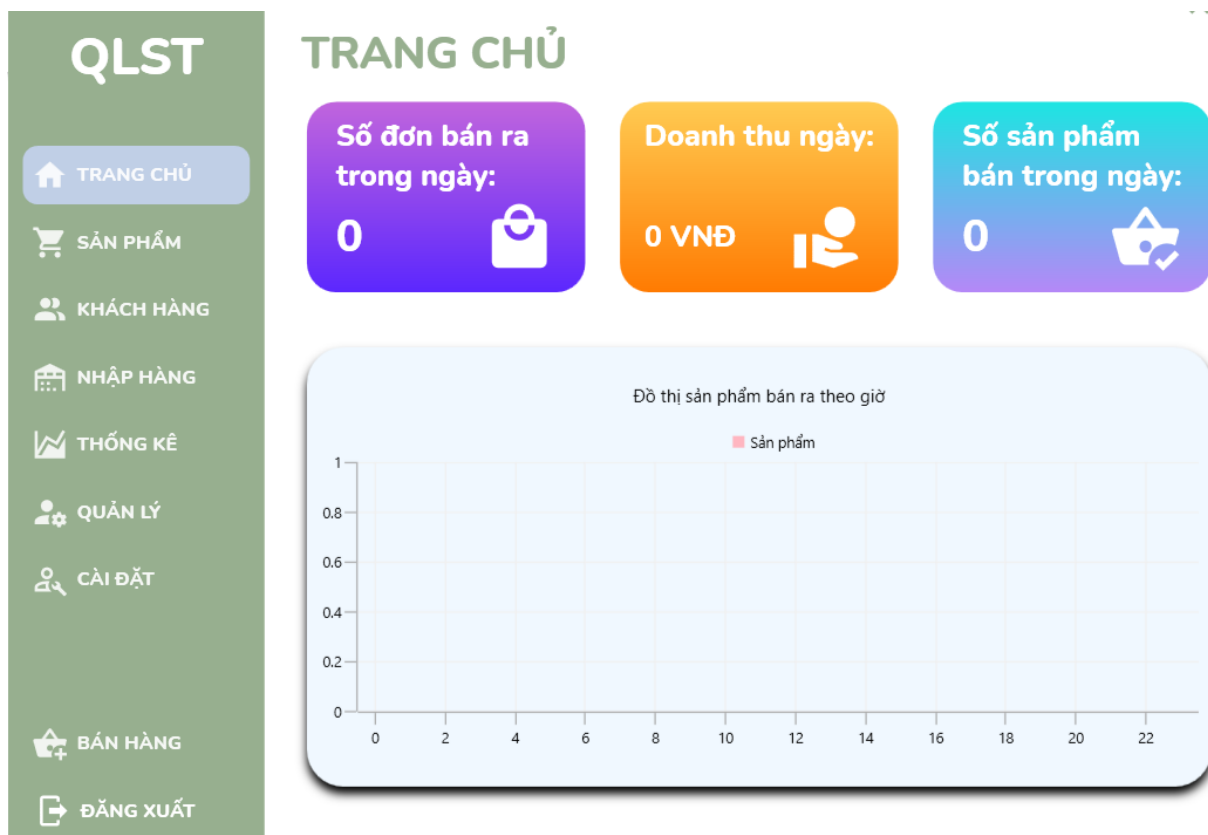 QLST
TRANG CHỦ
SẢN PHẨM
KHÁCH HÀNG
NHẬP HÀNG
THỐNG KÊ
QUẢN LÝ
CÀI ĐẶT
BÁN HÀNG
ĐĂNG XUẤT
TRANG CHỦ
Số đơn bán ra
trong ngày:
0
Doanh thu ngày:
0 VNĐ
Số sản phẩm
bán trong ngày:
0
Đồ thị sản phẩm bán ra theo giờ
Sản phẩm
1
0.8
0.6
0.4
0.2
0
0 2 4 6 8 10 12 14 16 18 20 22